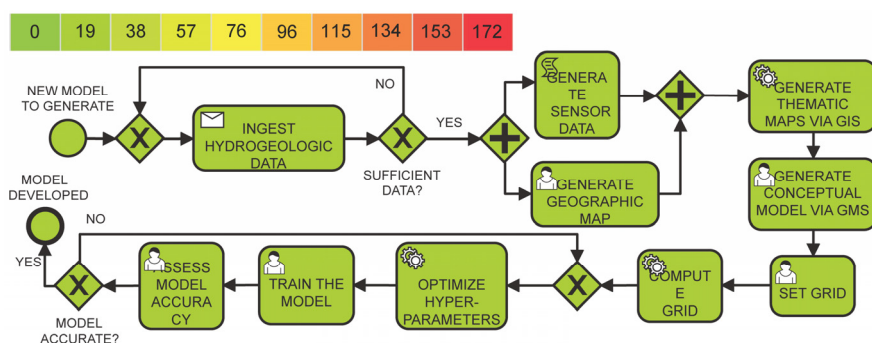 0 19 38 57 76 96 115 134 153 172
NEW MODEL
TO GENERATE
NO
INGEST
HYDROGEOLOGIC
DATA
YES
SUFFICIENT
DATA?
GENERA
TE
SENSOR
DATA
GENERATE
GEOGRAPHIC
MAP
GENERATE
THEMATIC
MAPS VIA GIS
GENERATE
CONCEPTUAL
MODEL VIA GMS
MODEL
DEVELOPED
NO
YES
MODEL
ACCURATE?
ASSESS
MODEL
ACCURA
CY
TRAIN THE
MODEL
OPTIMIZE
HYPER-
PARAMETERS
COMPUT
E
GRID
SET GRID